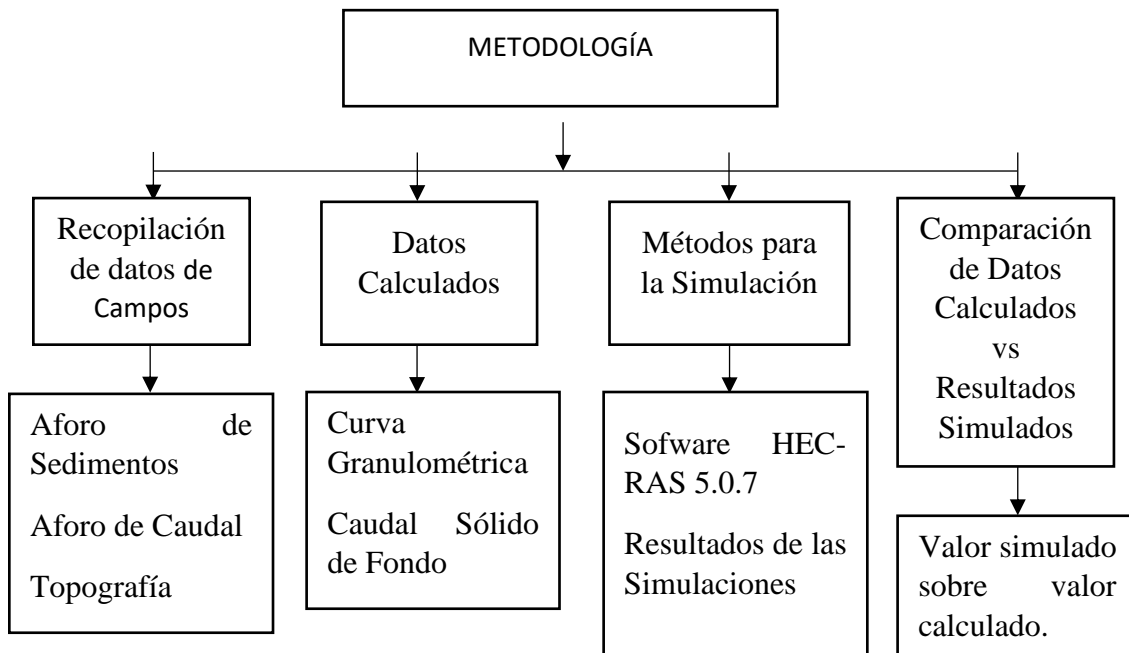 METODOLOGÍA
Recopilación
de datos de
Campos
Datos
Calculados
Métodos para
la Simulación
Comparación
de Datos
Calculados
vs
Resultados
Simulados
Aforo de
Sedimentos
Aforo de Caudal
Topografía
Curva
Granulométrica
Caudal Sólido
de Fondo
Sofware HEC-
RAS 5.0.7
Resultados de las
Simulaciones
Valor simulado
sobre valor
calculado.